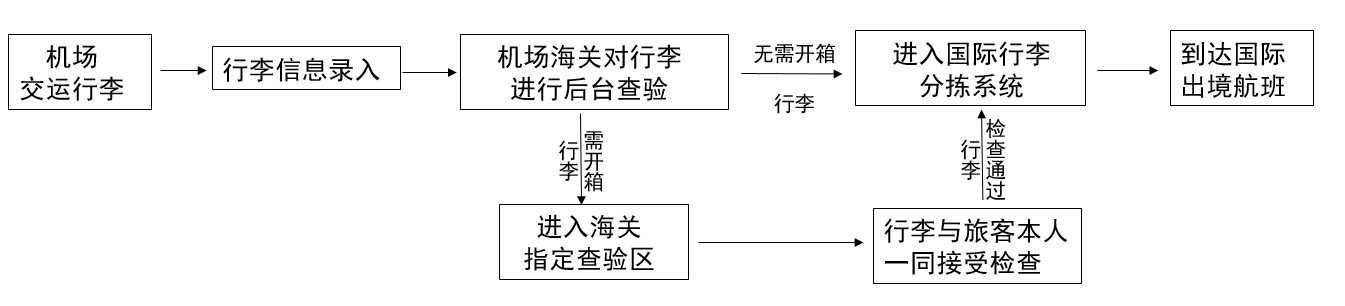 机场
交运行李
行李信息录入
机场海关对行李
进行后台查验
无需开箱
行李
进入国际行李
分拣系统
到达国际
出境航班
需开箱
行李
检查通过
行李
进入海关
指定查验区
行李与旅客本人
一同接受检查